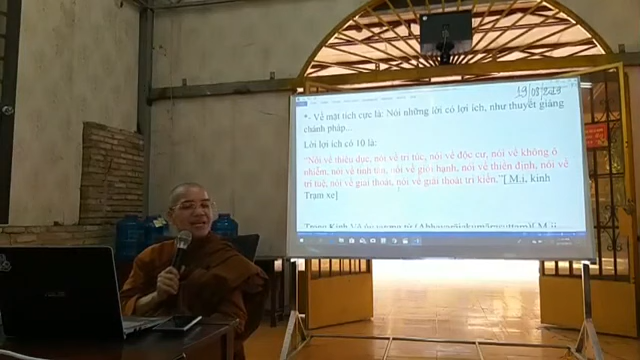 19/08/2019
*- Về mặt tích cực là: Nói những lời có lợi ích, như thuyết giảng
chánh pháp...
Lời lợi ích có 10 là:
"Nói về thiểu dục, nói về tri túc, nói về độc cư, nói về không ô
nhiễm, nói về tinh tấn, nói về giới hạnh, nói về thiền định, nói về
trí tuệ, nói về giải thoát, nói về giải thoát tri kiến."[ M.i, kinh
Trạm xe]
ASUS